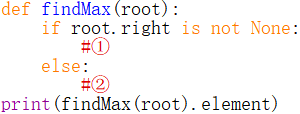 def findMax(root):
    if root.right is not None:
        #①
    else:
        #②
print(findMax(root).element)